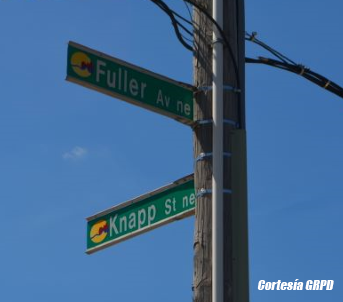 Fuller Av ne
Knapp St ne
Cortesía GRPD